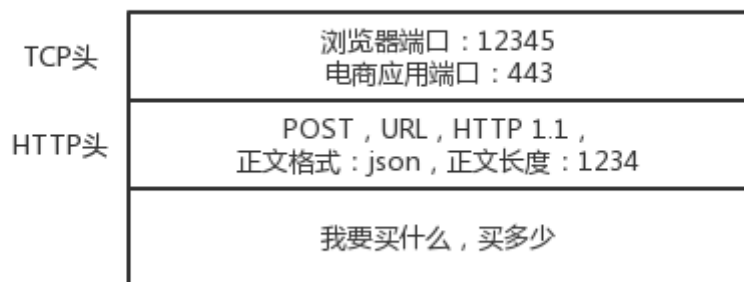 TCP头
浏览器端口：12345
电商应用端口：443
HTTP头
POST，URL，HTTP 1.1，
正文格式：json，正文长度：1234
我要买什么，买多少